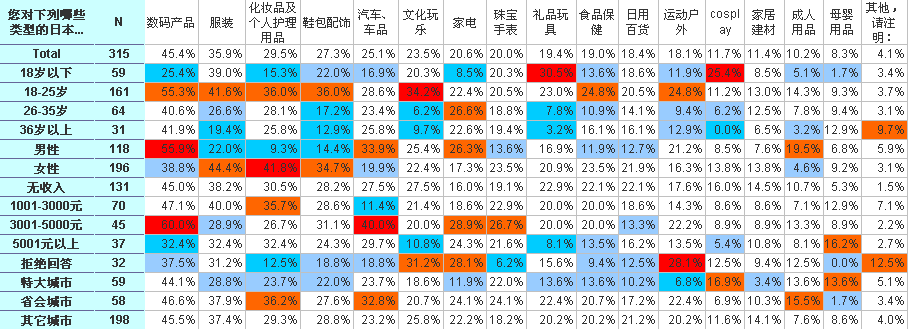 您对下列哪些类型的日本... N 数码产品 服装 化妆品及个人护理用品 鞋包配饰 汽车、车品 文化玩乐 家电 珠宝手表 礼品玩具 食品保健 日用百货 运动户外 cosplay 家居建材 成人用品 母婴用品 其他，请注明：
Total 315 45.4% 35.9% 29.5% 27.3% 25.1% 23.5% 20.6% 20.0% 19.4% 19.0% 18.4% 18.1% 11.7% 11.4% 10.2% 8.3% 4.1%
18岁以下 59 25.4% 39.0% 15.3% 22.0% 16.9% 20.3% 8.5% 20.3% 30.5% 13.6% 18.6% 11.9% 25.4% 8.5% 5.1% 1.7% 3.4%
18-25岁 161 55.3% 41.6% 36.0% 36.0% 28.6% 34.2% 22.4% 20.5% 23.6% 24.8% 20.5% 24.8% 11.2% 13.0% 14.3% 9.3% 3.7%
26-35岁 64 40.6% 26.6% 28.1% 17.2% 23.4% 6.2% 26.6% 18.8% 7.8% 10.9% 14.1% 9.4% 6.2% 12.5% 7.8% 9.4% 3.1%
36岁以上 31 41.9% 19.4% 25.8% 12.9% 25.8% 9.7% 22.6% 19.4% 3.2% 16.1% 16.1% 12.9% 0.0% 6.5% 3.2% 12.9% 9.7%
男性 118 55.9% 22.0% 9.3% 14.4% 33.9% 25.4% 26.3% 13.6% 16.9% 11.9% 12.7% 21.2% 8.5% 7.6% 19.5% 6.8% 5.9%
女性 196 38.8% 44.4% 41.8% 34.7% 19.9% 22.4% 17.3% 23.5% 20.9% 23.5% 21.9% 16.3% 13.8% 13.8% 4.6% 9.2% 3.1%
无收入 131 45.0% 38.2% 30.5% 28.2% 27.5% 27.5% 16.0% 19.1% 22.9% 22.1% 22.1% 17.6% 16.0% 14.5% 10.7% 5.3% 1.5%
1001-3000元 70 47.1% 40.0% 35.7% 28.6% 11.4% 21.4% 18.6% 22.9% 20.0% 20.0% 18.6% 14.3% 8.6% 8.6% 7.1% 12.9% 7.1%
3001-5000元 45 60.0% 28.9% 26.7% 31.1% 40.0% 20.0% 28.9% 26.7% 20.0% 20.0% 13.3% 22.2% 8.9% 8.9% 15.6% 8.9% 2.2%
5001元以上 37 32.4% 32.4% 32.4% 24.3% 29.7% 10.8% 24.3% 21.6% 8.1% 13.5% 16.2% 13.5% 5.4% 10.8% 8.1% 16.2% 2.7%
拒绝回答 32 37.5% 31.2% 12.5% 18.8% 18.8% 31.2% 28.1% 6.2% 15.6% 9.4% 12.5% 28.1% 12.5% 9.4% 12.5% 0.0% 12.5%
特大城市 59 44.1% 28.8% 23.7% 22.0% 23.7% 18.6% 11.9% 22.0% 13.6% 13.6% 10.2% 6.8% 16.9% 3.4% 13.6% 13.6% 5.1%
省会城市 58 46.6% 37.9% 36.2% 27.6% 32.8% 20.7% 24.1% 24.1% 22.4% 20.7% 17.2% 22.4% 6.9% 10.3% 15.5% 1.7% 3.4%
其它城市 198 45.5% 37.4% 29.3% 28.8% 23.2% 25.8% 22.2% 18.2% 20.2% 20.2% 21.2% 20.2% 11.6% 14.1% 7.6% 8.6% 4.0%